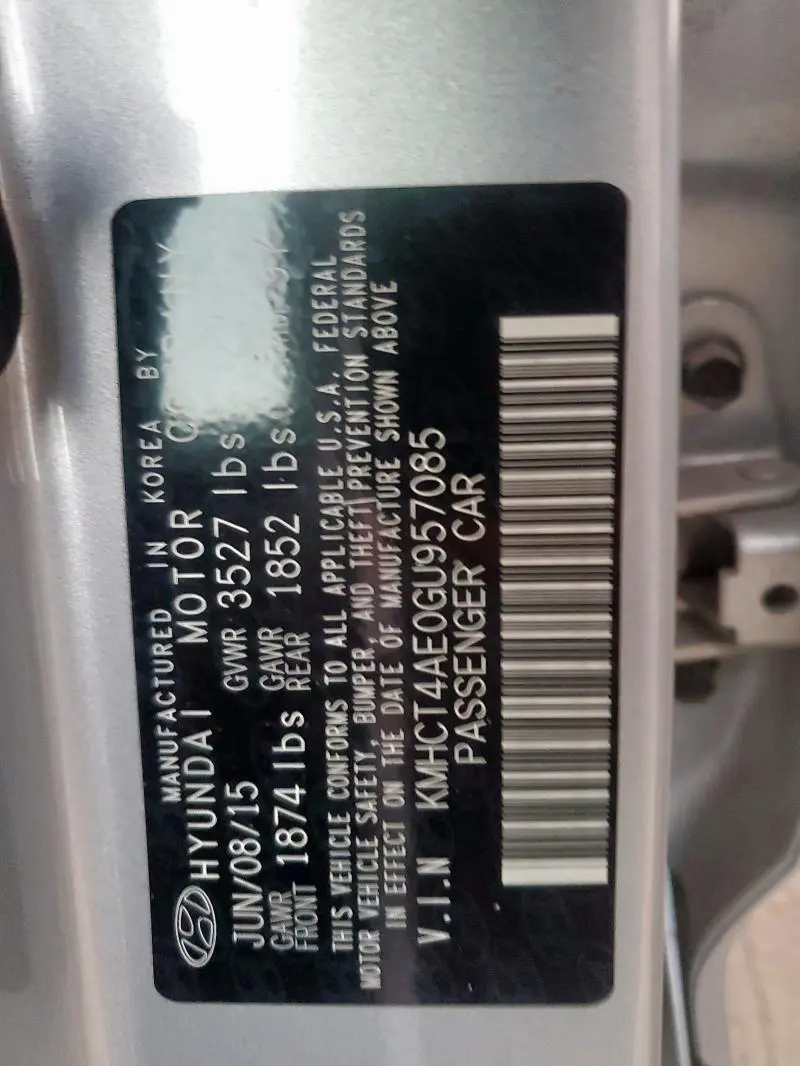 MANUFACTURED IN KOREA BY
HYUNDAI MOTOR
JUN/08/15 GVWR 3527 lbs
GAWR FRONT 1874 lbs GAWR REAR 1852 lbs
THIS VEHICLE CONFORMS TO ALL APPLICABLE U.S.A. FEDERAL
MOTOR VEHICLE SAFETY, BUMPER, AND THEFT PREVENTION STANDARDS
IN EFFECT ON THE DATE OF MANUFACTURE SHOWN ABOVE
V.I.N KMHCT4AE0GU957085
PASSENGER CAR